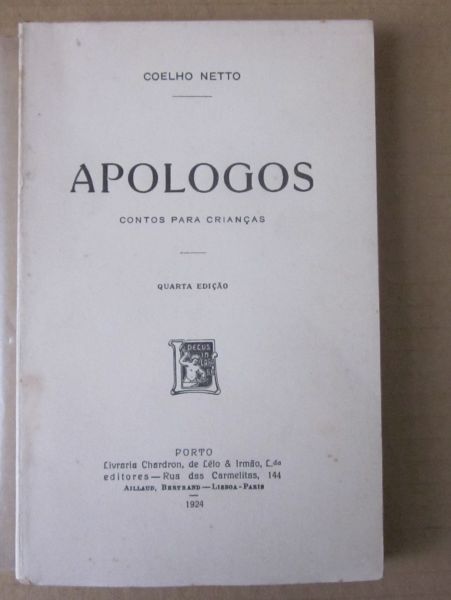 COELHO NETTO
APOLOGOS
CONTOS PARA CRIANÇAS
QUARTA EDIÇÃO
DECUS
IN
PORTO
Livraria Chardron, de Lélo & Irmão, L.da
editores—Rua das Carmelitas, 144
AILLAUD, BERTRAND—LISBOA-PARIS
1924